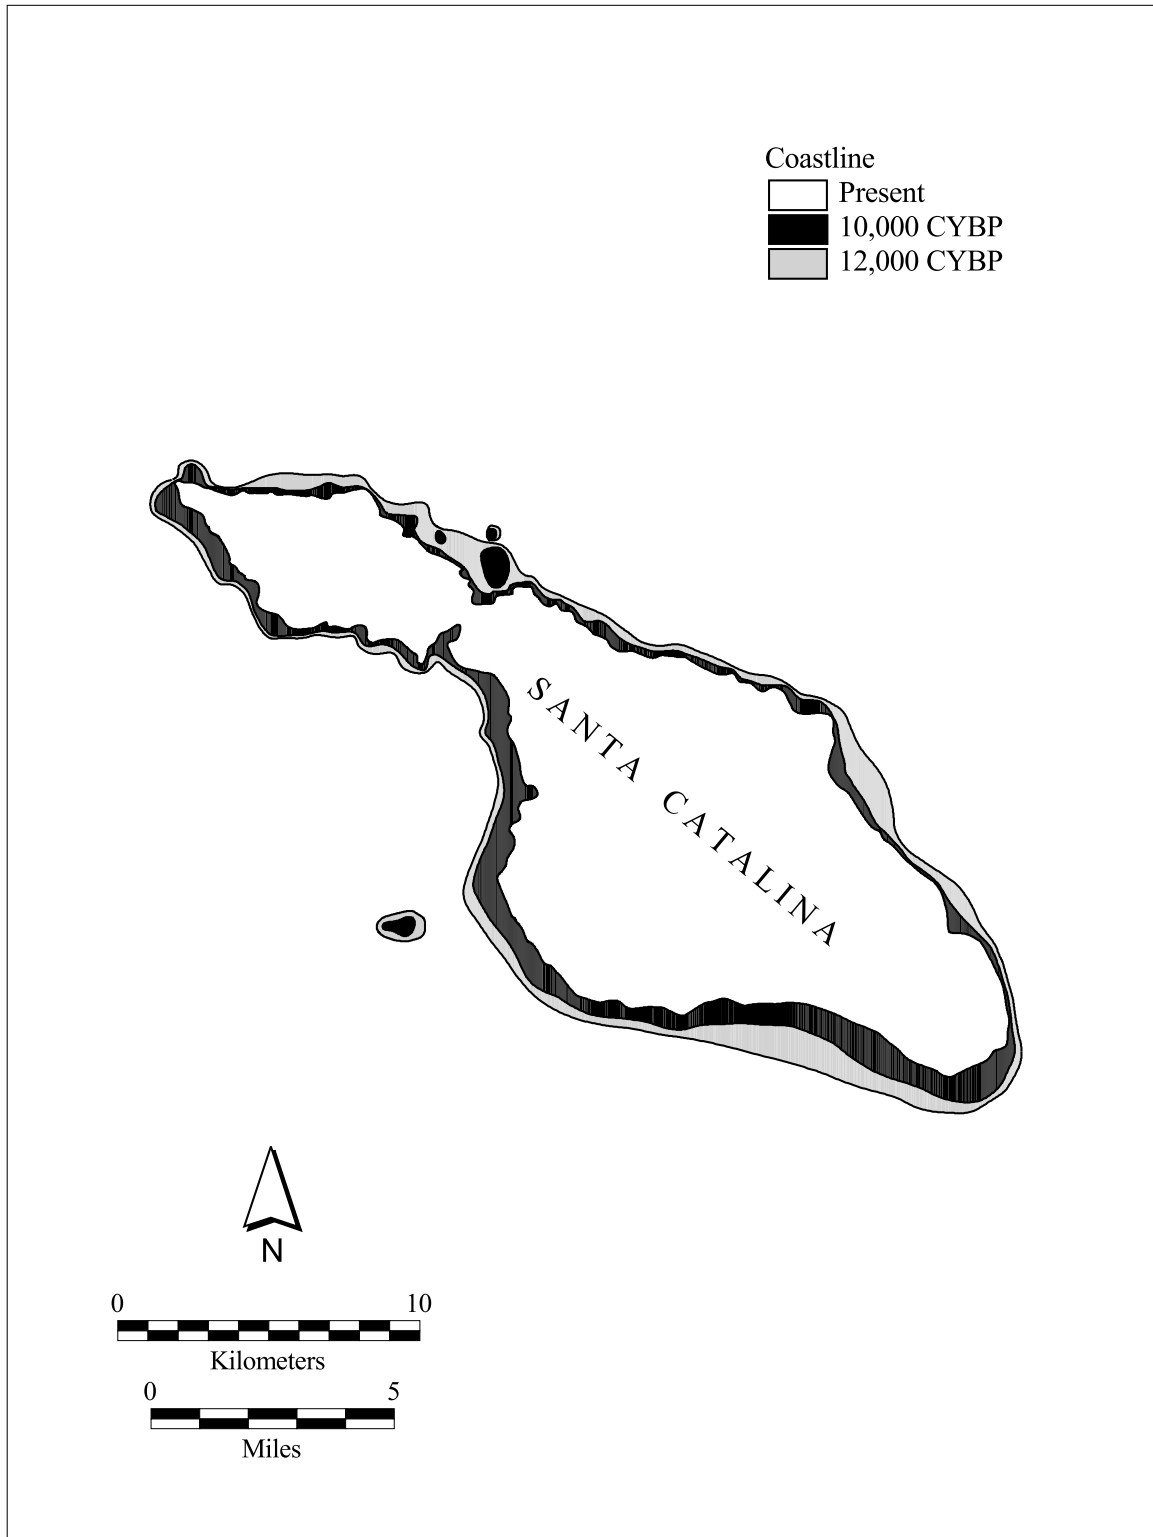 Coastline
Present
10,000 CYBP
12,000 CYBP
SANTA CATALINA
N
0 10
Kilometers
0 5
Miles